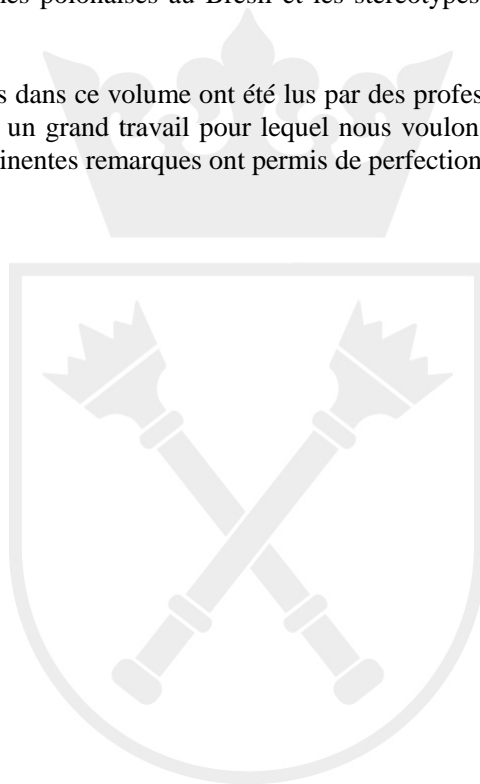 les polonaises au Brésil et les stéréotypes
s dans ce volume ont été lus par des profes
un grand travail pour lequel nous voulon
inentes remarques ont permis de perfection